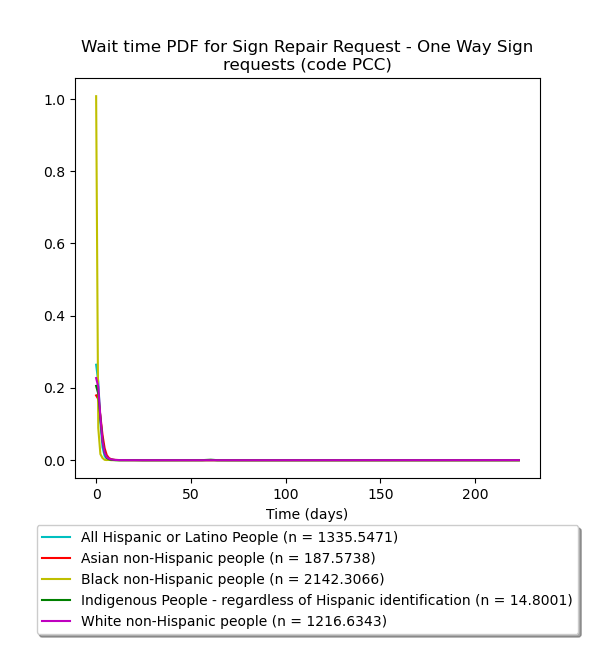 Wait time PDF for Sign Repair Request - One Way Sign
requests (code PCC)
1.0
0.8
0.6
0.4
0.2
0.0
0 50 100 150 200
Time (days)
All Hispanic or Latino People (n = 1335.5471)
Asian non-Hispanic people (n = 187.5738)
Black non-Hispanic people (n = 2142.3066)
Indigenous People - regardless of Hispanic identification (n = 14.8001)
White non-Hispanic people (n = 1216.6343)